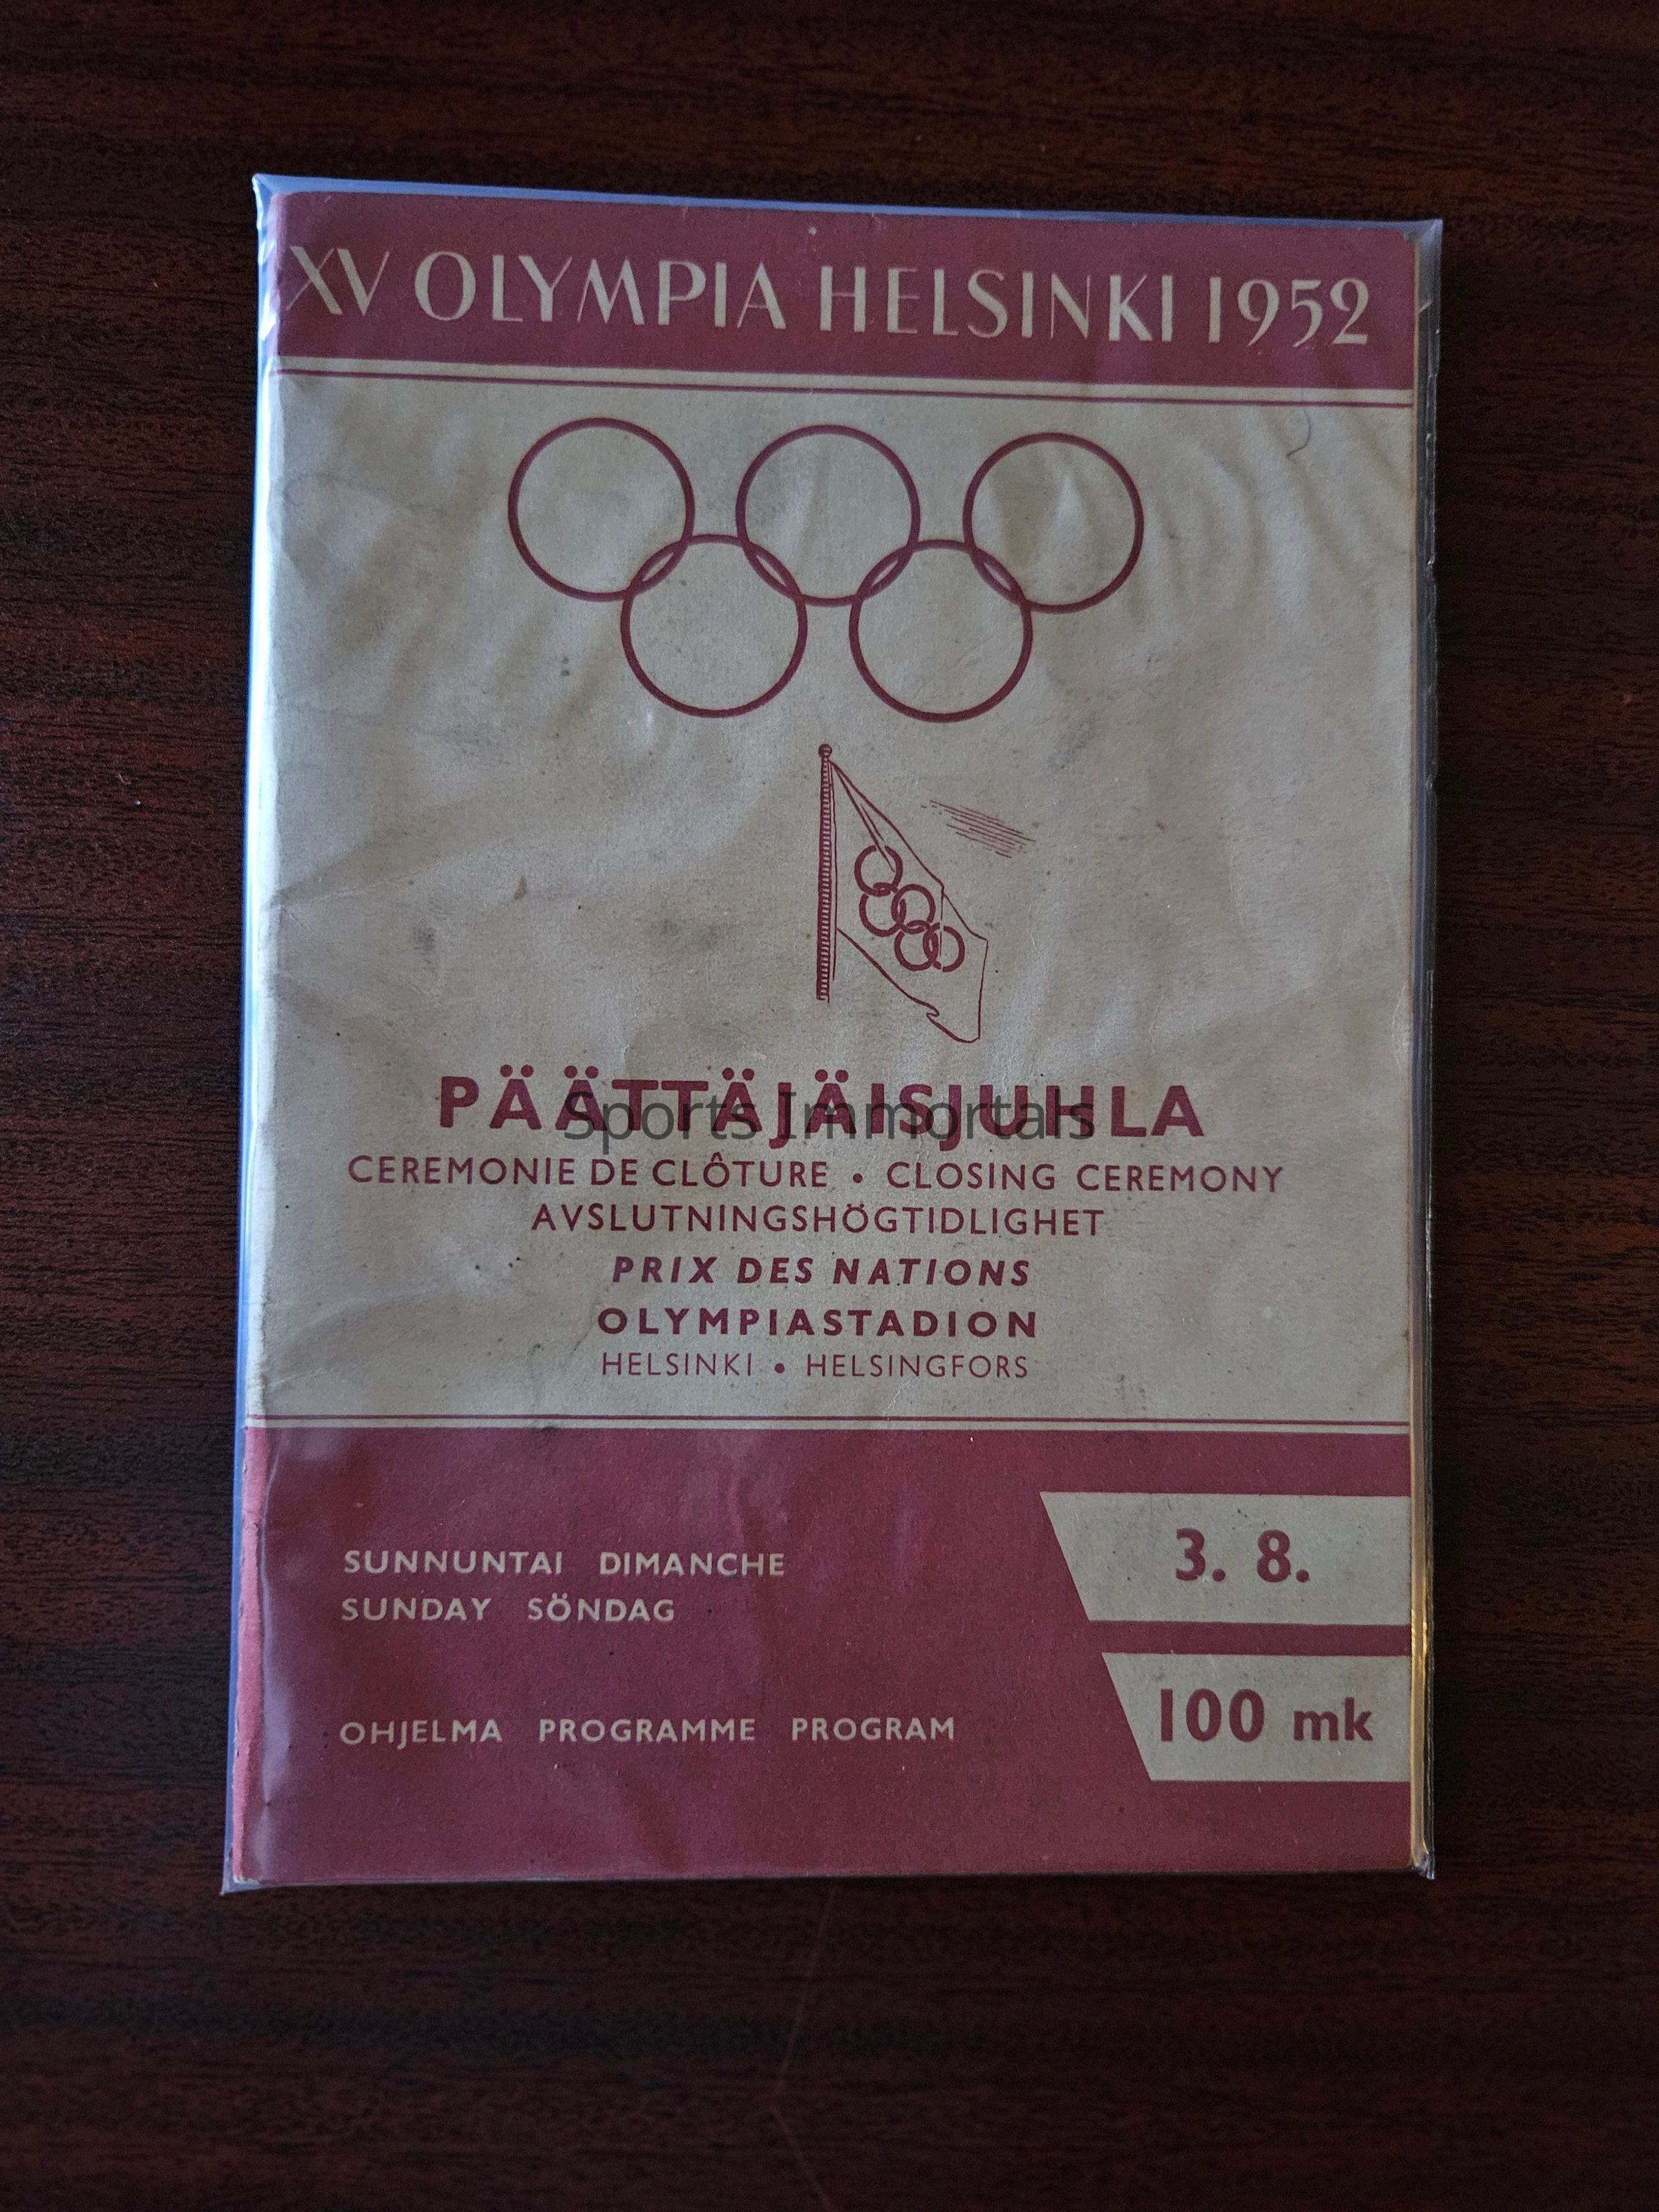 XV OLYMPIA HELSINKI 1952
PÄÄTTÄJÄISJUHLA
Sports Immortals
CEREMONIE DE CLÔTURE • CLOSING CEREMONY
AVSLUTNINGSHÖGTIDLIGHET
PRIX DES NATIONS
OLYMPIASTADION
HELSINKI • HELSINGFORS
SUNNUNTAI DIMANCHE
SUNDAY SÖNDAG
3. 8.
OHJELMA PROGRAMME PROGRAM
100 mk